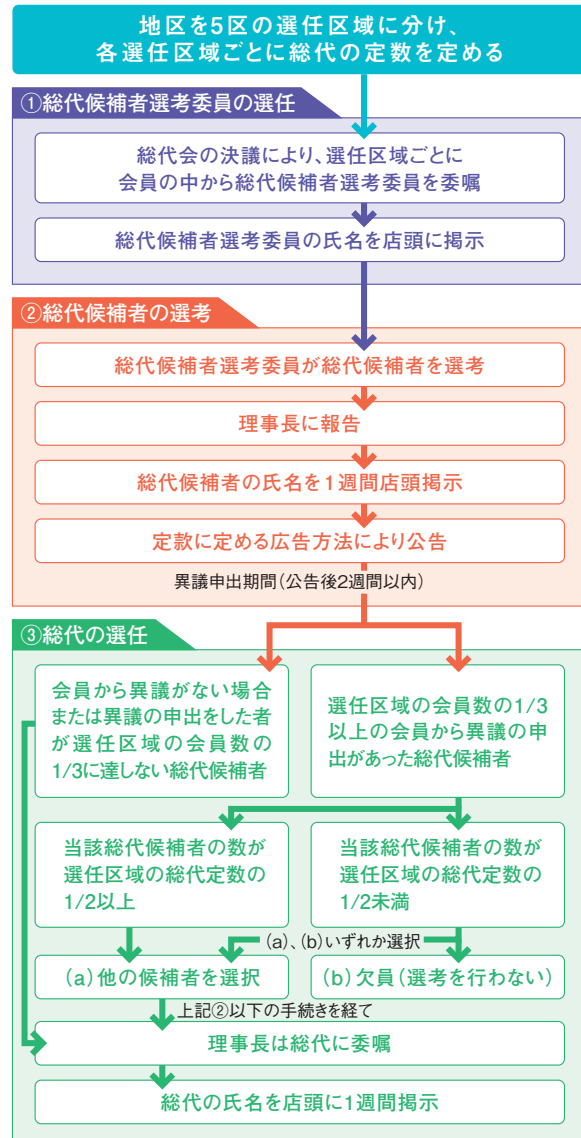 地区を5区の選任区域に分け、
各選任区域ごとに総代の定数を定める
①総代候補者選考委員の選任
総代会の決議により、選任区域ごとに
会員の中から総代候補者選考委員を委嘱
総代候補者選考委員の氏名を店頭に掲示
②総代候補者の選考
総代候補者選考委員が総代候補者を選考
理事長に報告
総代候補者の氏名を1週間店頭掲示
定款に定める広告方法により公告
異議申出期間(公告後2週間以内)
③総代の選任
会員から異議がない場合
または異議の申出をした者
が選任区域の会員数の
1/3に達しない総代候補者
選任区域の会員数の1/3
以上の会員から異議の申
出があった総代候補者
当該総代候補者の数が
選任区域の総代定数の
1/2以上
当該総代候補者の数が
選任区域の総代定数の
1/2未満
(a)、(b)いずれか選択
(a)他の候補者を選択
(b)欠員(選考を行わない)
上記②以下の手続きを経て
理事長は総代に委嘱
総代の氏名を店頭に1週間掲示